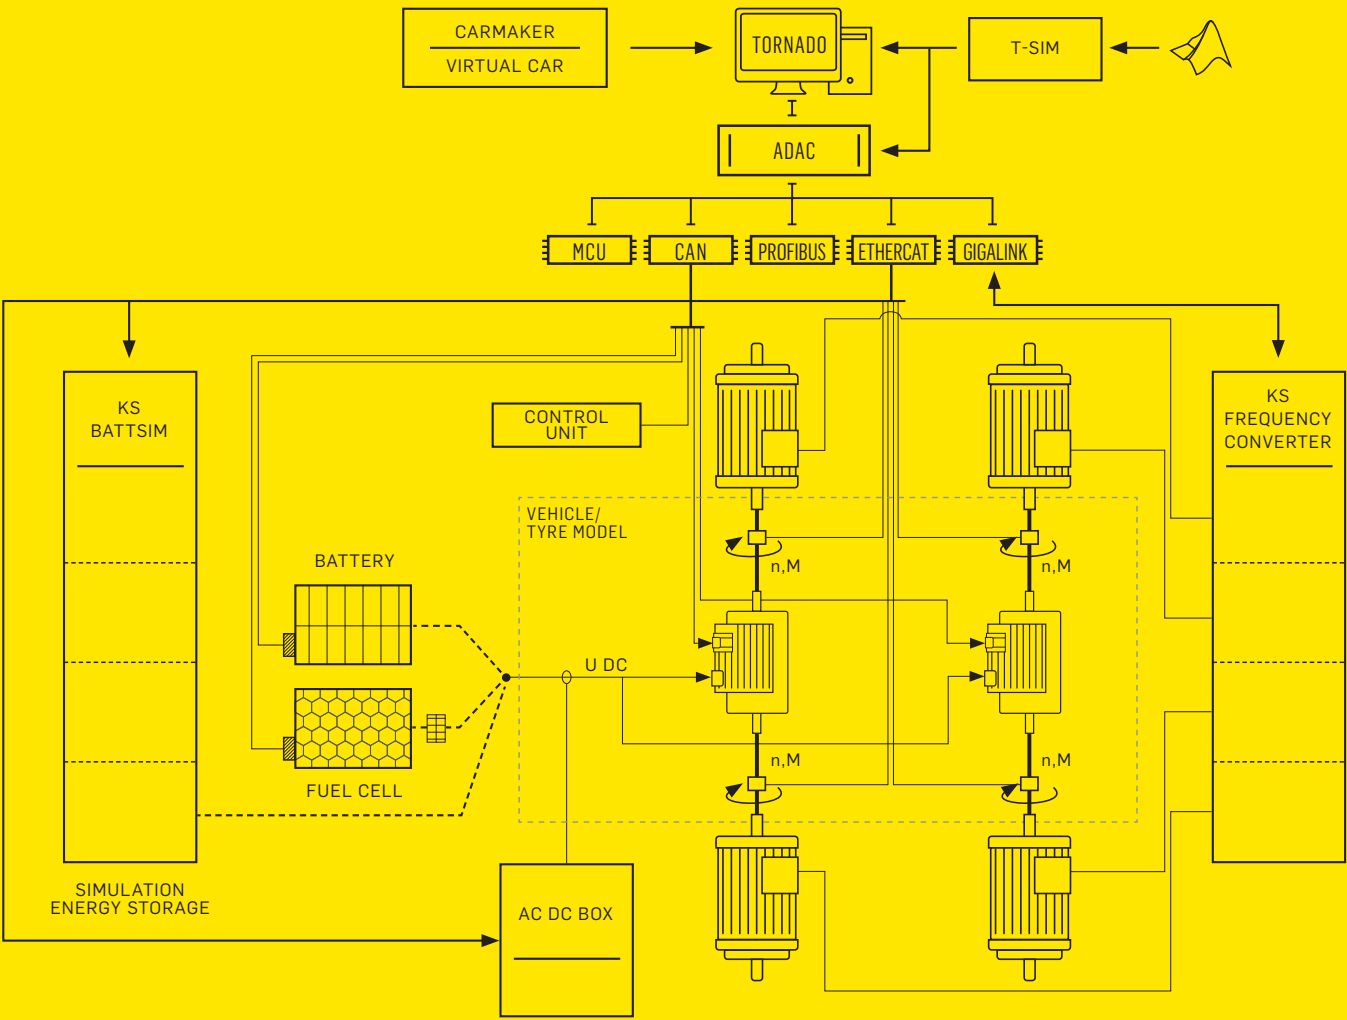 CARMAKER
VIRTUAL CAR
TORNADO
T-SIM
ADAC
MCU
CAN
PROFIBUS
ETHERCAT
GIGALINK
KS
BATTSIM
CONTROL
UNIT
KS
FREQUENCY
CONVERTER
VEHICLE/
TYRE MODEL
BATTERY
n,M
n,M
U DC
n,M
n,M
FUEL CELL
SIMULATION
ENERGY STORAGE
AC DC BOX